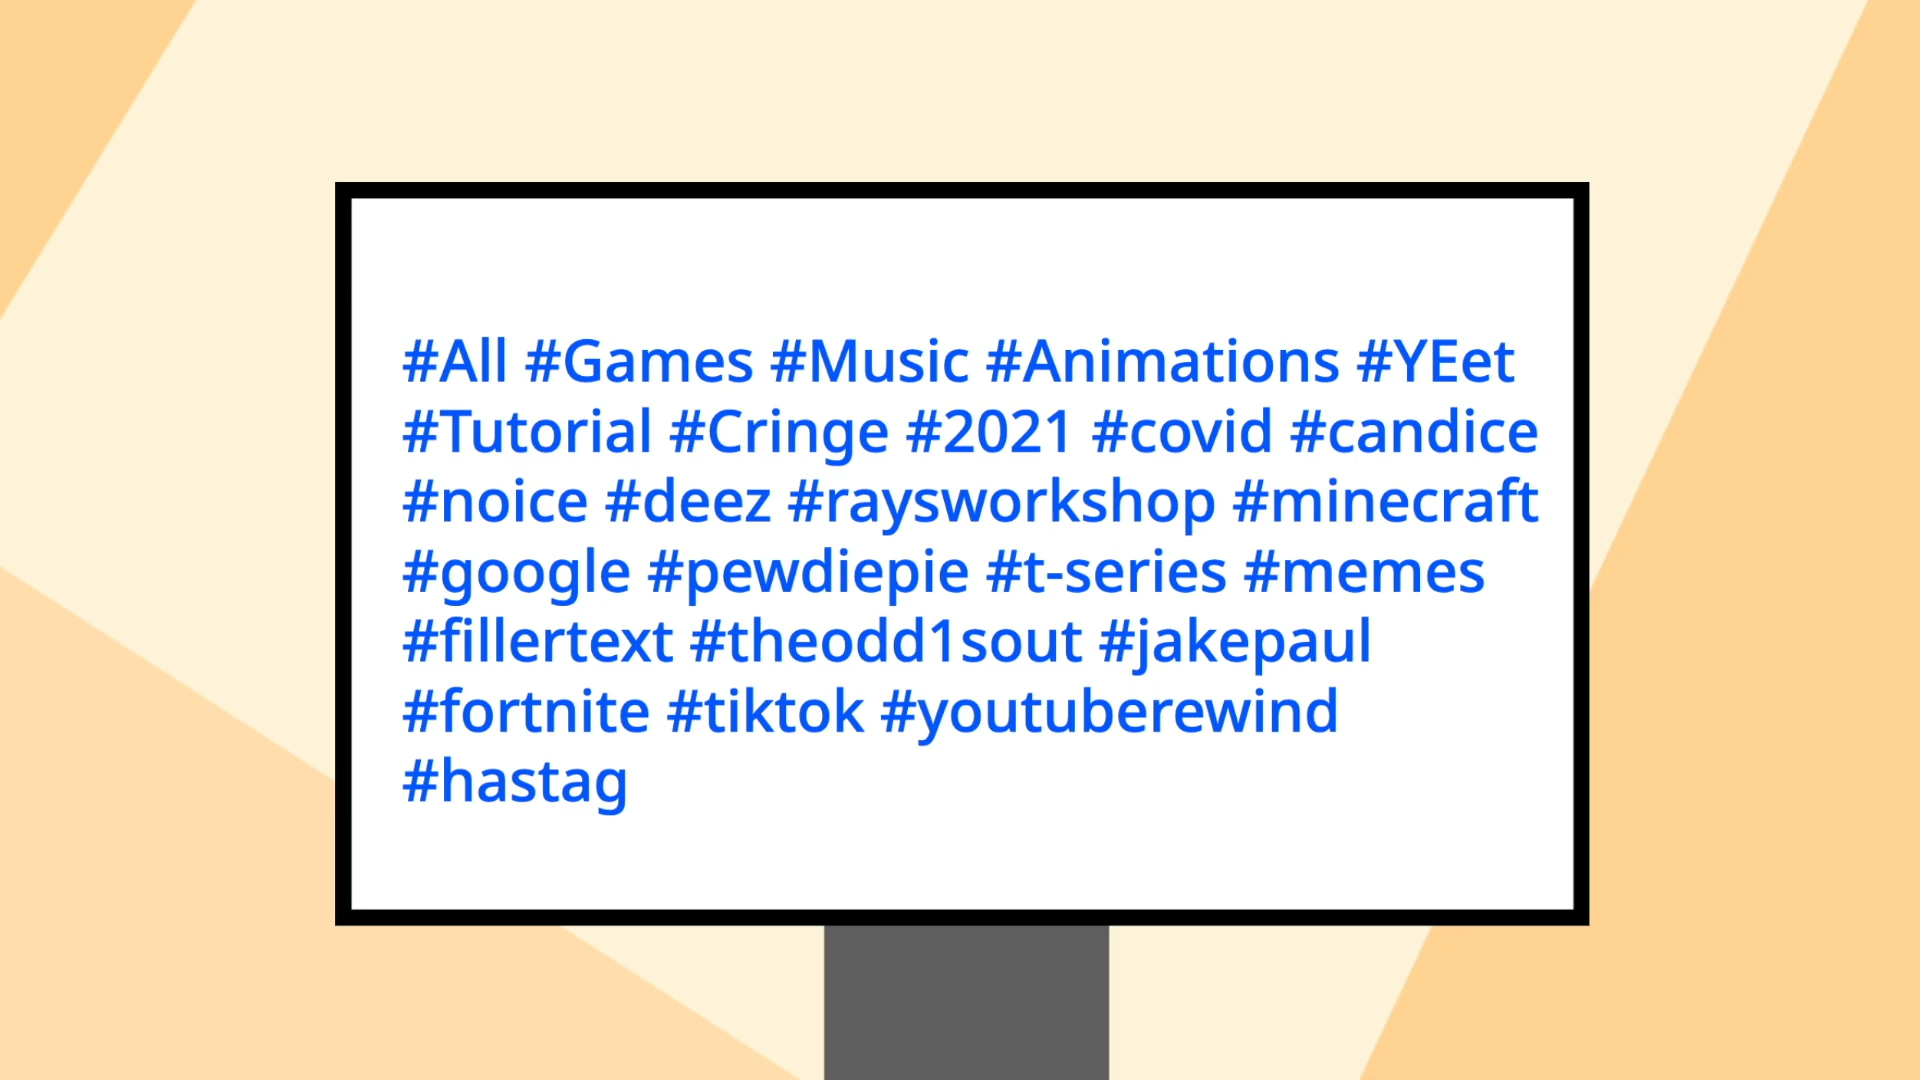 #All #Games #Music #Animations #YEet
#Tutorial #Cringe #2021 #covid #candice
#noice #deez #raysworkshop #minecraft
#google #pewdiepie #t-series #memes
#fillertext #theodd1sout #jakepaul
#fortnite #tiktok #youtuberewind
#hastag